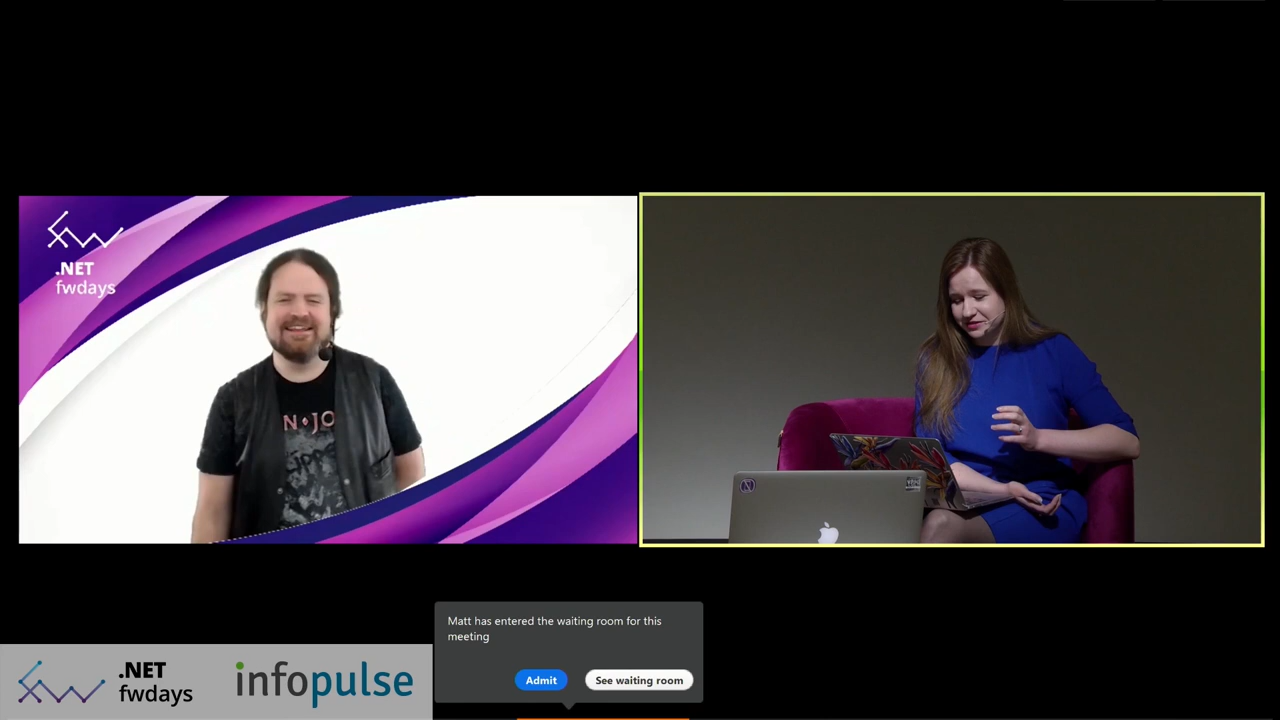 .NET
fwdays
N JO
Matt has entered the waiting room for this
meeting
Admit
See waiting room
.NET
fwdays
infopulse